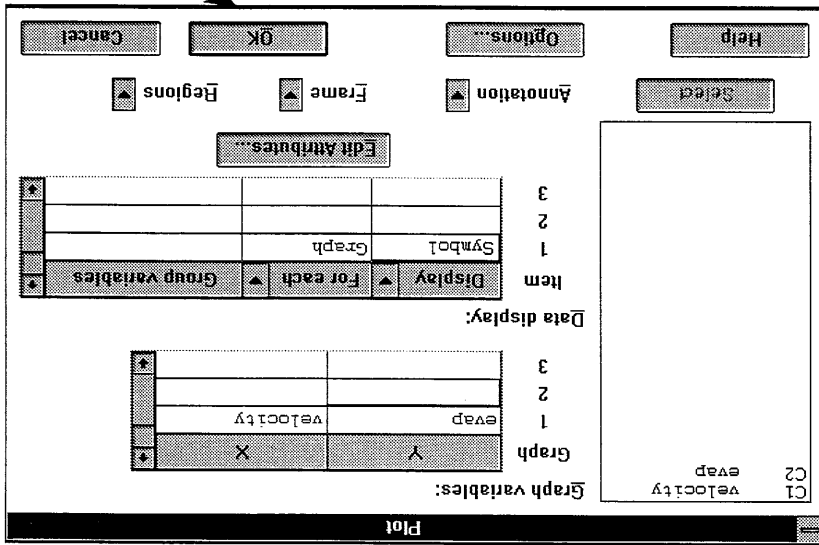 Plot
C1 velocity
C2 evap
Graph variables:
Graph Y X
1 evap velocity
2
3
Data display:
Item Display For each Group variables
1 Symbol Graph
2
3
Edit Attributes...
Select
Annotation Frame Regions
Help Options... OK Cancel